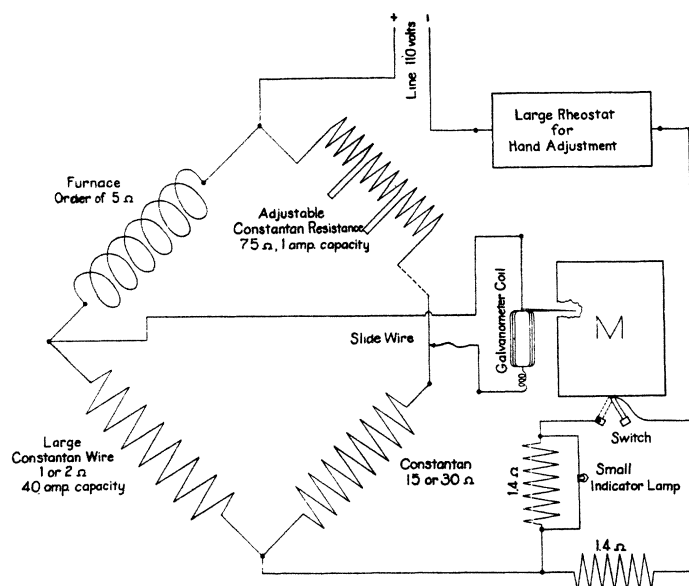 + -
Line 110 volts
Large Rheostat
for
Hand Adjustment
Furnace
Order of 5 Ω
Adjustable
Constantan Resistance
75 Ω, 1 amp. capacity
Galvanometer Coil
M
Slide Wire
Switch
Large
Constantan Wire
1 or 2 Ω
40 amp. capacity
Constantan
15 or 30 Ω
1.4 Ω
Small
Indicator Lamp
1.4 Ω